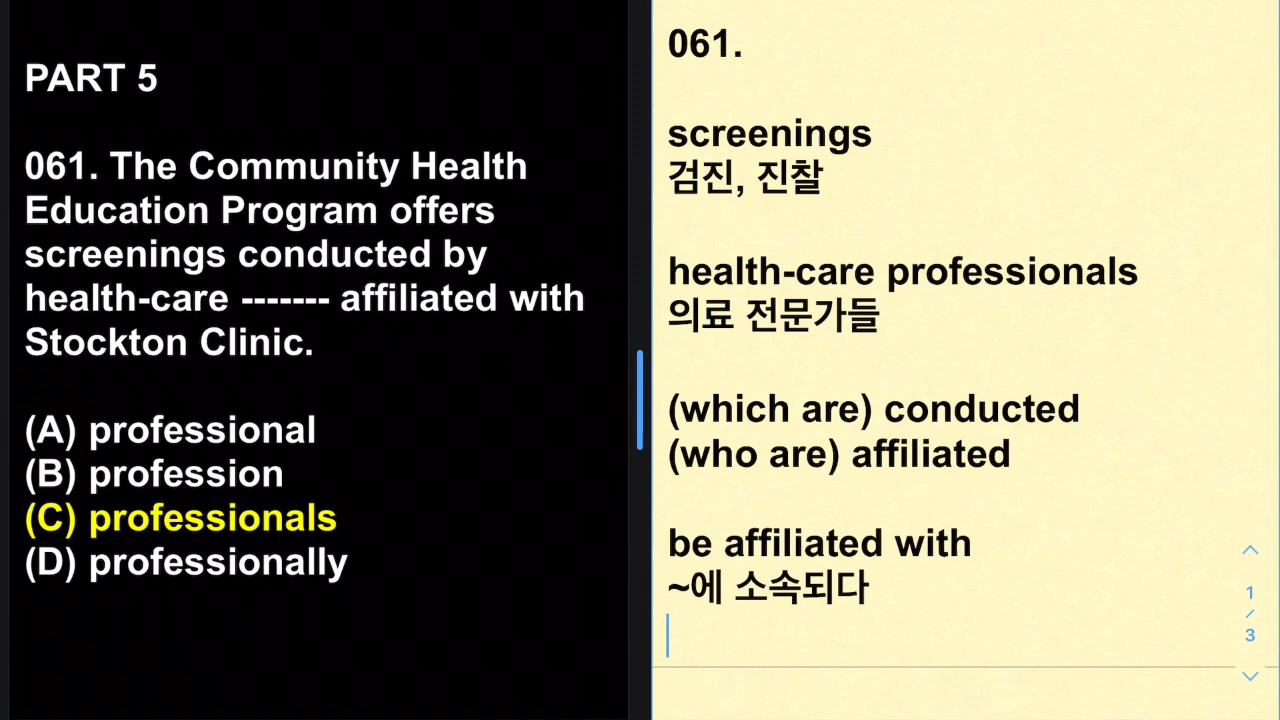 PART 5
061. The Community Health
Education Program offers
screenings conducted by
health-care ------- affiliated with
Stockton Clinic.
(A) professional
(B) profession
(C) professionals
(D) professionally
061.
screenings
검진, 진찰
health-care professionals
의료 전문가들
(which are) conducted
(who are) affiliated
be affiliated with
~에 소속되다
1
/
3